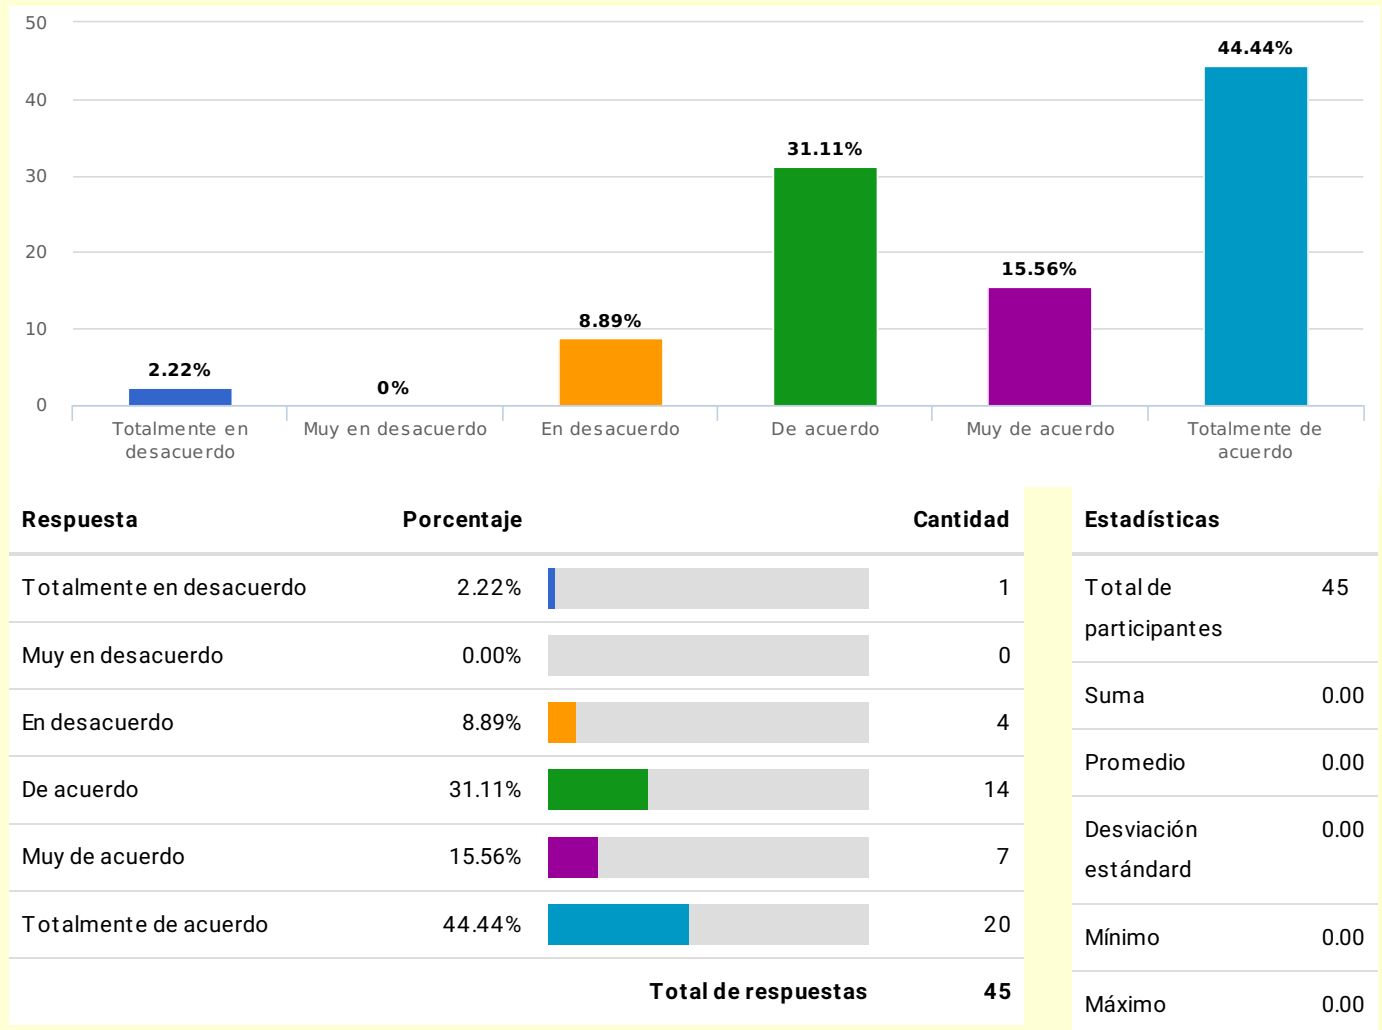 50
40
30
20
10
0
2.22%
0%
8.89%
31.11%
15.56%
44.44%
Totalmente en
desacuerdo
Muy en desacuerdo
En desacuerdo
De acuerdo
Muy de acuerdo
Totalmente de
acuerdo
Respuesta Porcentaje Cantidad
Totalmente en desacuerdo 2.22% 1
Muy en desacuerdo 0.00% 0
En desacuerdo 8.89% 4
De acuerdo 31.11% 14
Muy de acuerdo 15.56% 7
Totalmente de acuerdo 44.44% 20
Total de respuestas 45
Estadísticas
Total de 45
participantes
Suma 0.00
Promedio 0.00
Desviación 0.00
estándard
Mínimo 0.00
Máximo 0.00